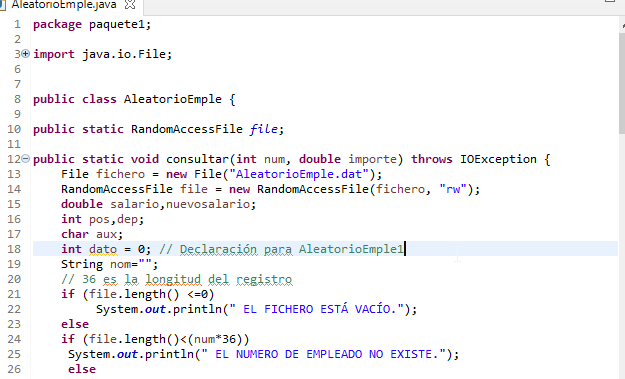 AleatorioEmple.java
1 package paquete1;
2
3 import java.io.File;
6
7
8 public class AleatorioEmple {
9
10 public static RandomAccessFile file;
11
12 public static void consultar(int num, double importe) throws IOException {
13 File fichero = new File("AleatorioEmple.dat");
14 RandomAccessFile file = new RandomAccessFile(fichero, "rw");
15 double salario,nuevosalario;
16 int pos,dep;
17 char aux;
18 int dato = 0; // Declaración para AleatorioEmple1
19 String nom="";
20 // 36 es la longitud del registro
21 if (file.length() <=0)
22 System.out.println(" EL FICHERO ESTÁ VACÍO.");
23 else
24 if (file.length()<(num*36))
25 System.out.println(" EL NUMERO DE EMPLEADO NO EXISTE.");
26 else